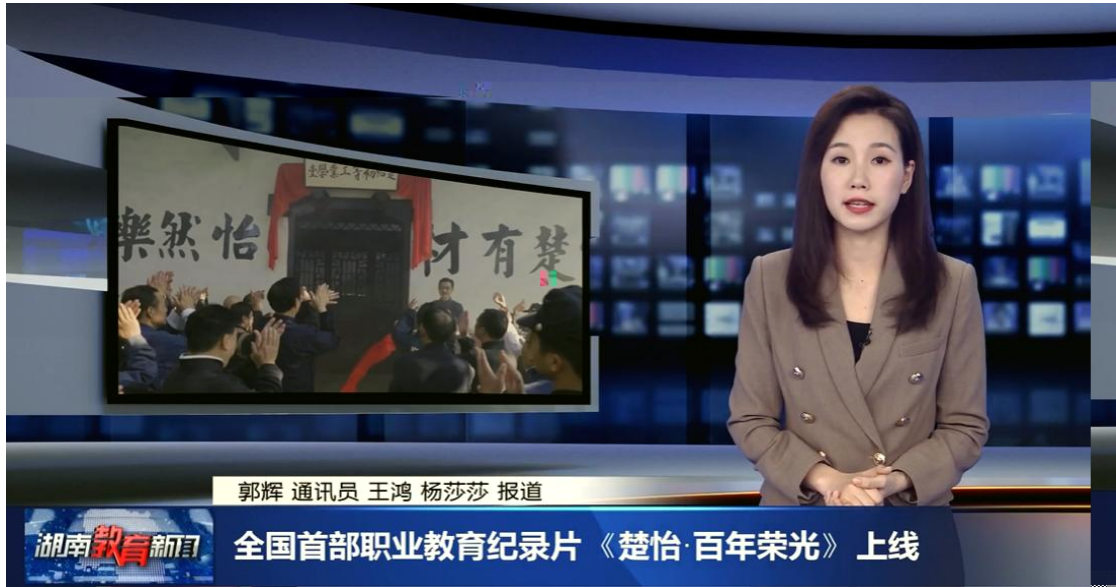 樂然怡
才有楚
郭辉 通讯员 王鸿 杨莎莎 报道
湖南教育新闻
全国首部职业教育纪录片《楚怡·百年荣光》上线